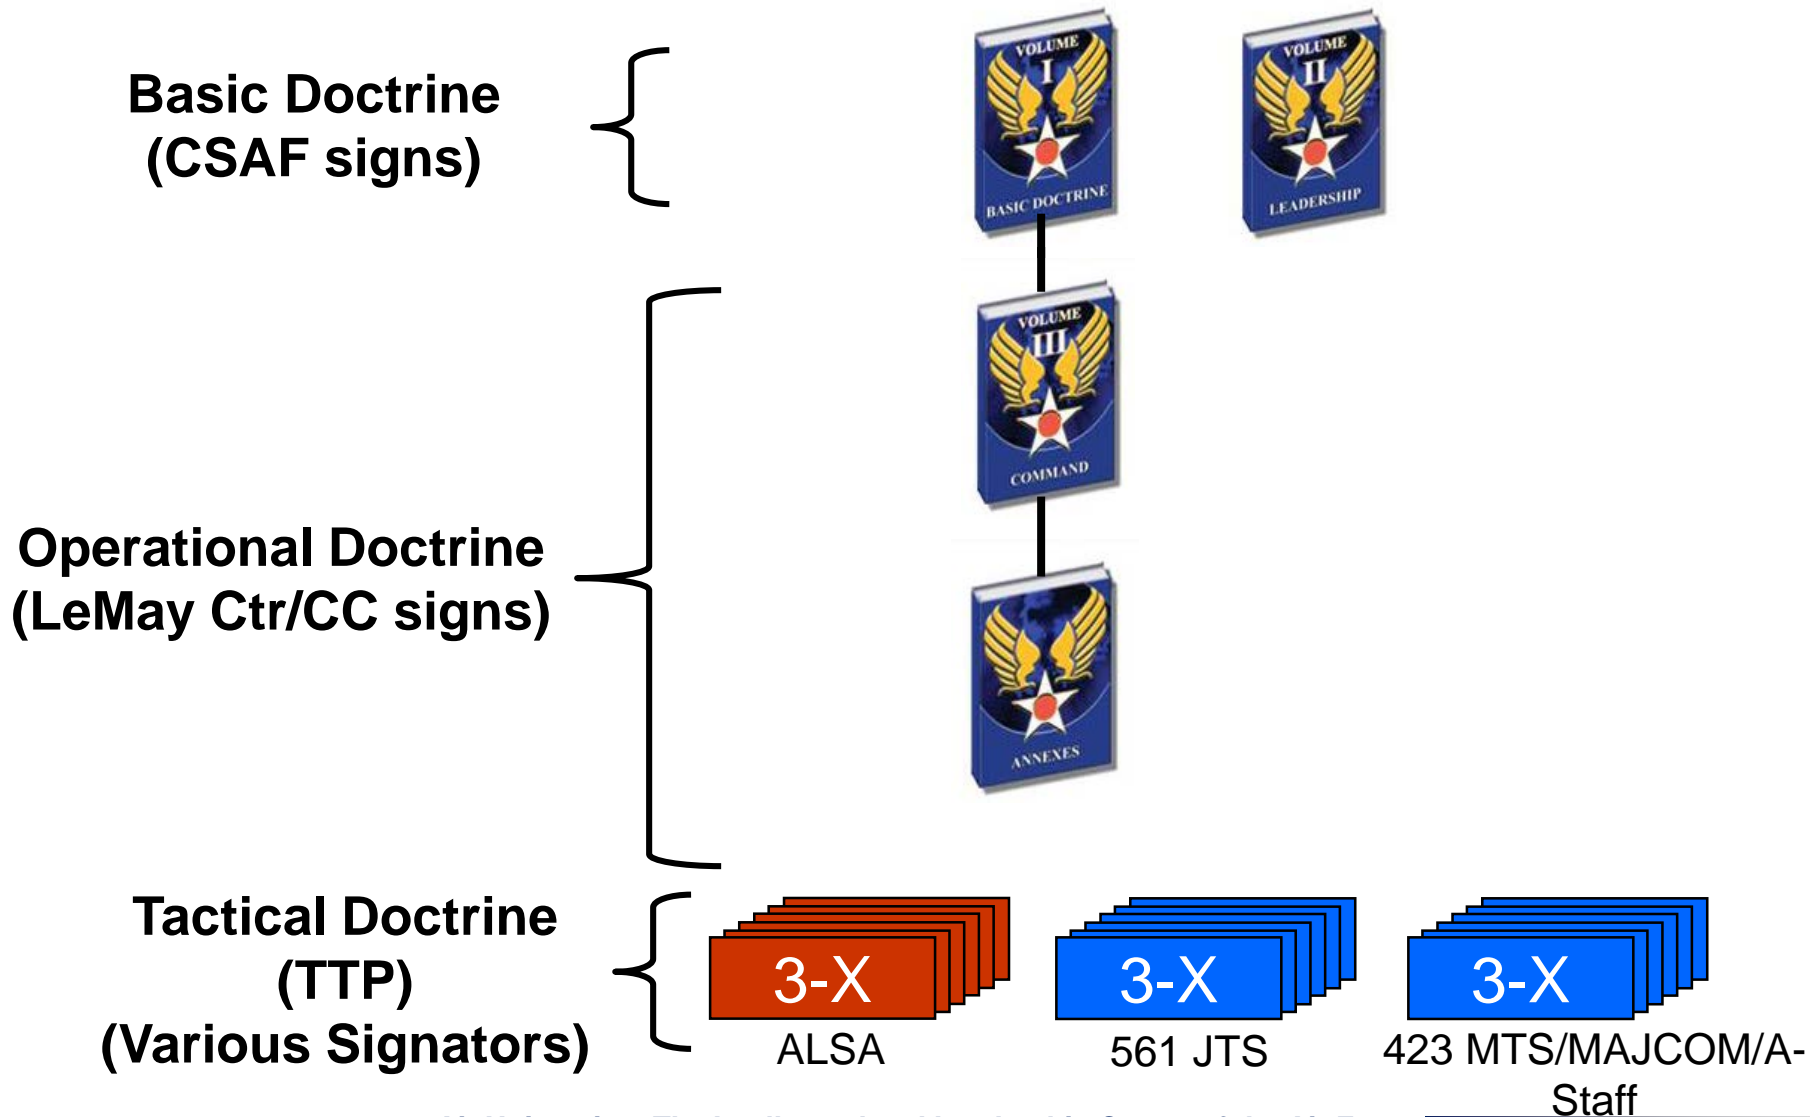 Basic Doctrine
(CSAF signs)
VOLUME
I
BASIC DOCTRINE
VOLUME
II
LEADERSHIP
Operational Doctrine
(LeMay Ctr/CC signs)
VOLUME
III
COMMAND
ANNEXES
Tactical Doctrine
(TTP)
(Various Signators)
3-X
ALSA
3-X
561 JTS
3-X
423 MTS/MAJCOM/A-
Staff